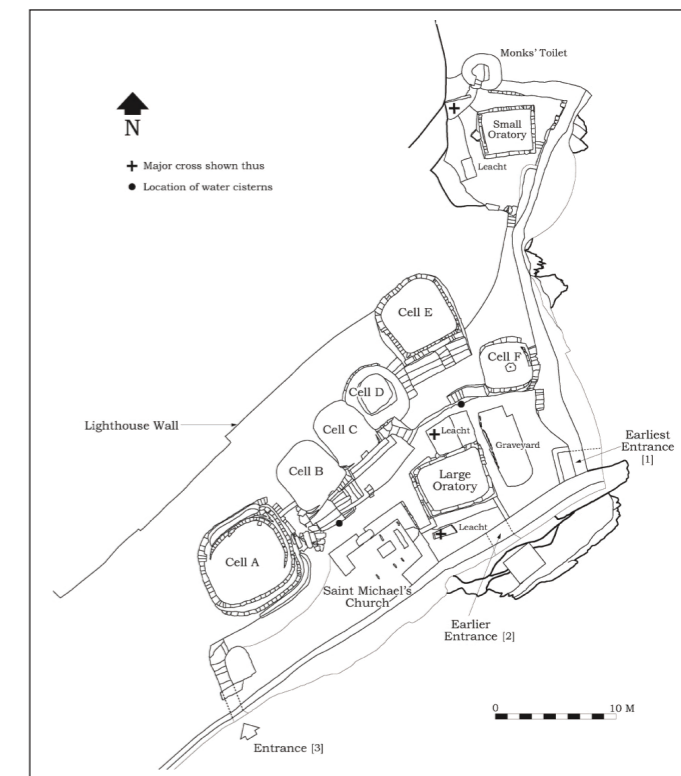 Monks' Toilet
N
Small
Oratory
Major cross shown thus
Leacht
Location of water cisterns
Cell E
Cell F
Cell D
Lighthouse Wall
Cell C
Leacht
Graveyard
Earliest
Entrance
[1]
Cell B
Large
Oratory
Leacht
Cell A
Saint Michael's
Church
Earlier
Entrance [2]
0
10 M
Entrance [3]